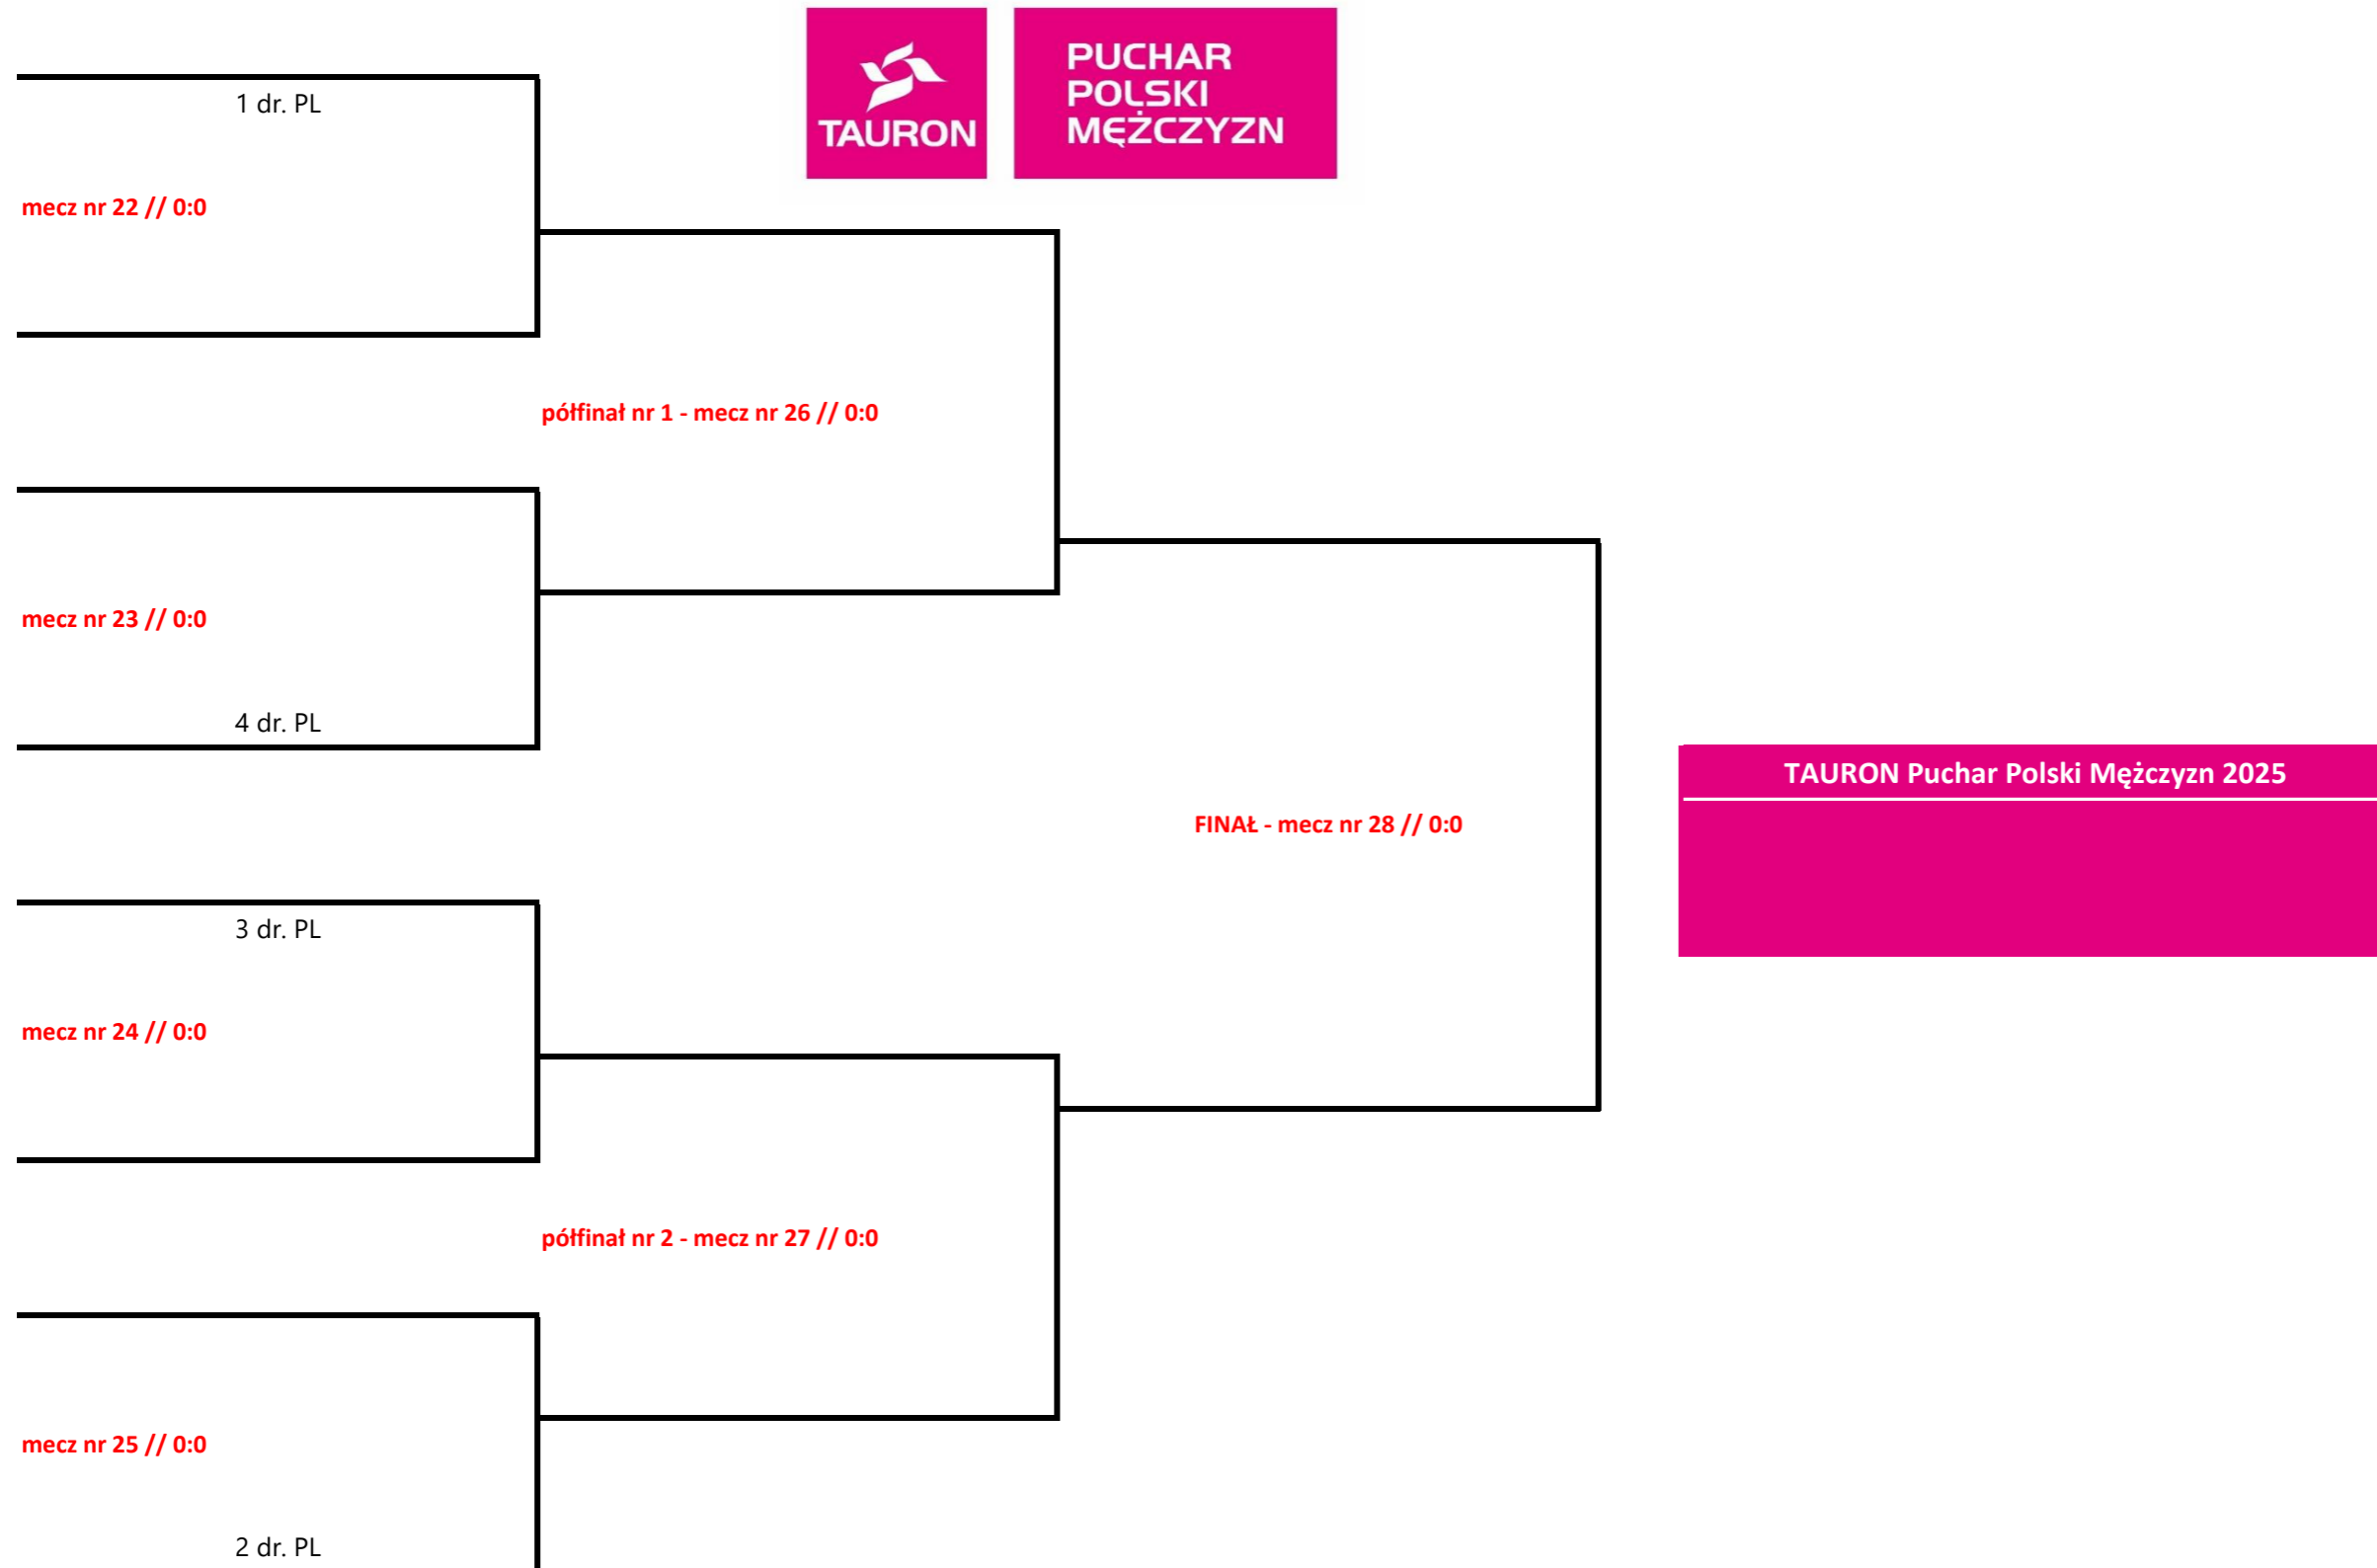 TAURON
PUCHAR
POLSKI
MĘŻCZYZN
1 dr. PL
mecz nr 22 // 0:0
półfinał nr 1 - mecz nr 26 // 0:0
mecz nr 23 // 0:0
4 dr. PL
TAURON Puchar Polski Mężczyzn 2025
FINAŁ - mecz nr 28 // 0:0
3 dr. PL
mecz nr 24 // 0:0
półfinał nr 2 - mecz nr 27 // 0:0
mecz nr 25 // 0:0
2 dr. PL